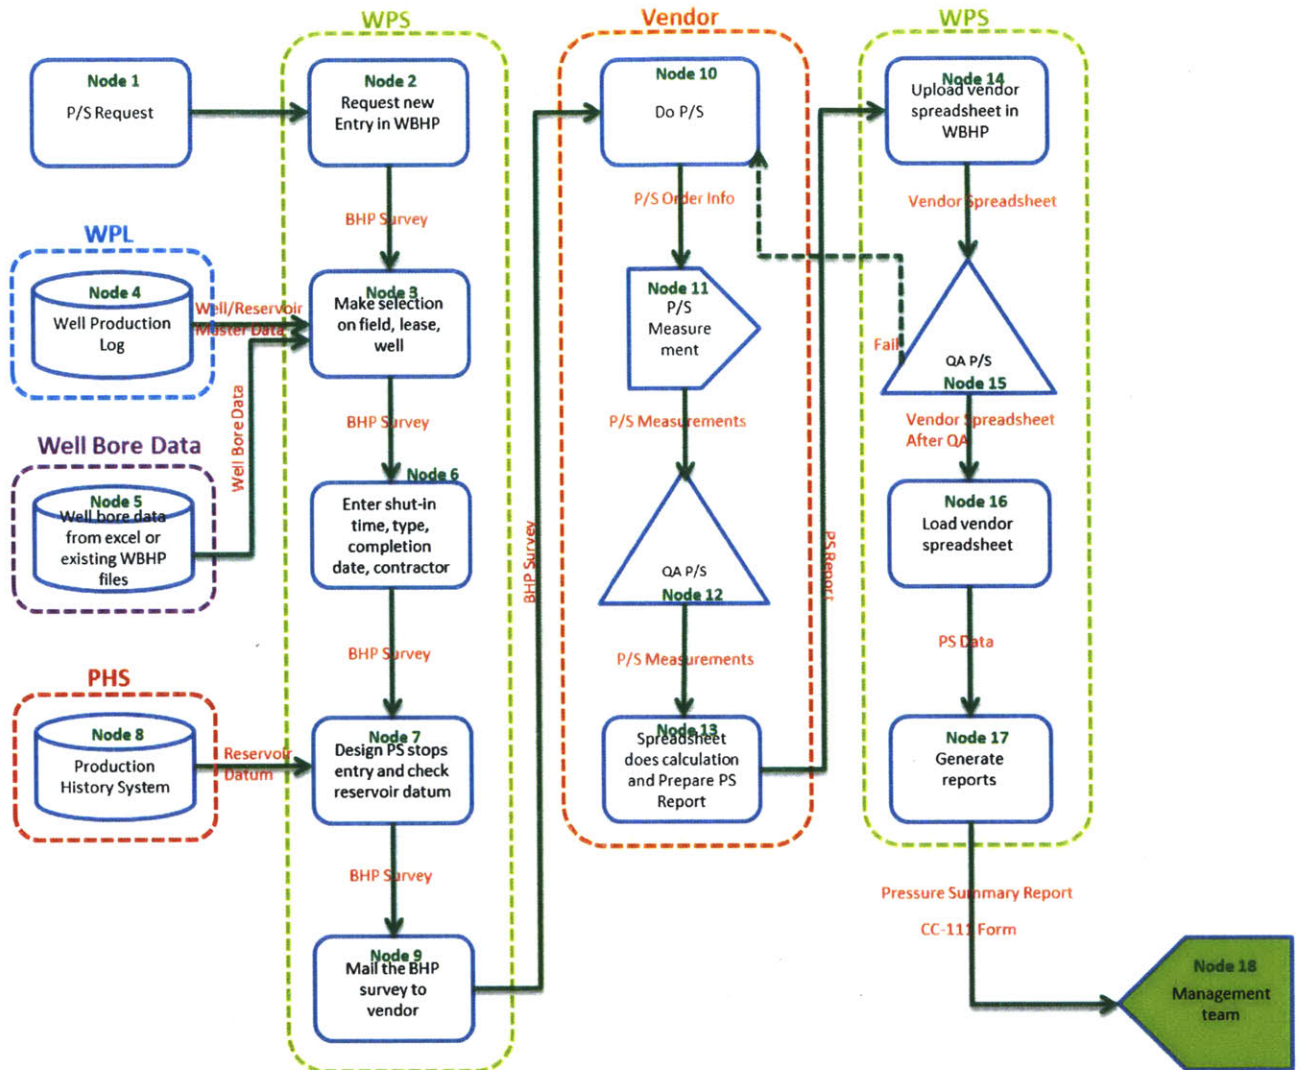 WPS
Vendor
WPS
Node 1
P/S Request
Node 2
Request new
Entry in WBHP
BHP Survey
WPL
Node 4
Well Production
Log
Well/Reservoir
Master Data
Node 3
Make selection
on field, lease,
well
BHP Survey
Well Bore Data
Node 5
Well bore data
from excel or
existing WBHP
files
Well Bore Data
Node 6
Enter shut-in
time, type,
completion
date, contractor
BHP Survey
PHS
Node 8
Production
History System
Reservoir
Datum
Node 7
Design PS stops
entry and check
reservoir datum
BHP Survey
Node 9
Mail the BHP
survey to
vendor
BHP Survey
Node 10
Do P/S
P/S Order Info
Node 11
P/S
Measure
ment
P/S Measurements
QA P/S
Node 12
P/S Measurements
Node 13
Spreadsheet
does calculation
and Prepare PS
Report
PS Report
Node 14
Upload vendor
spreadsheet in
WBHP
Vendor Spreadsheet
Fail
QA P/S
Node 15
Vendor Spreadsheet
After QA
Node 16
Load vendor
spreadsheet
PS Data
Node 17
Generate
reports
Pressure Summary Report
CC-111 Form
Node 18
Management
team